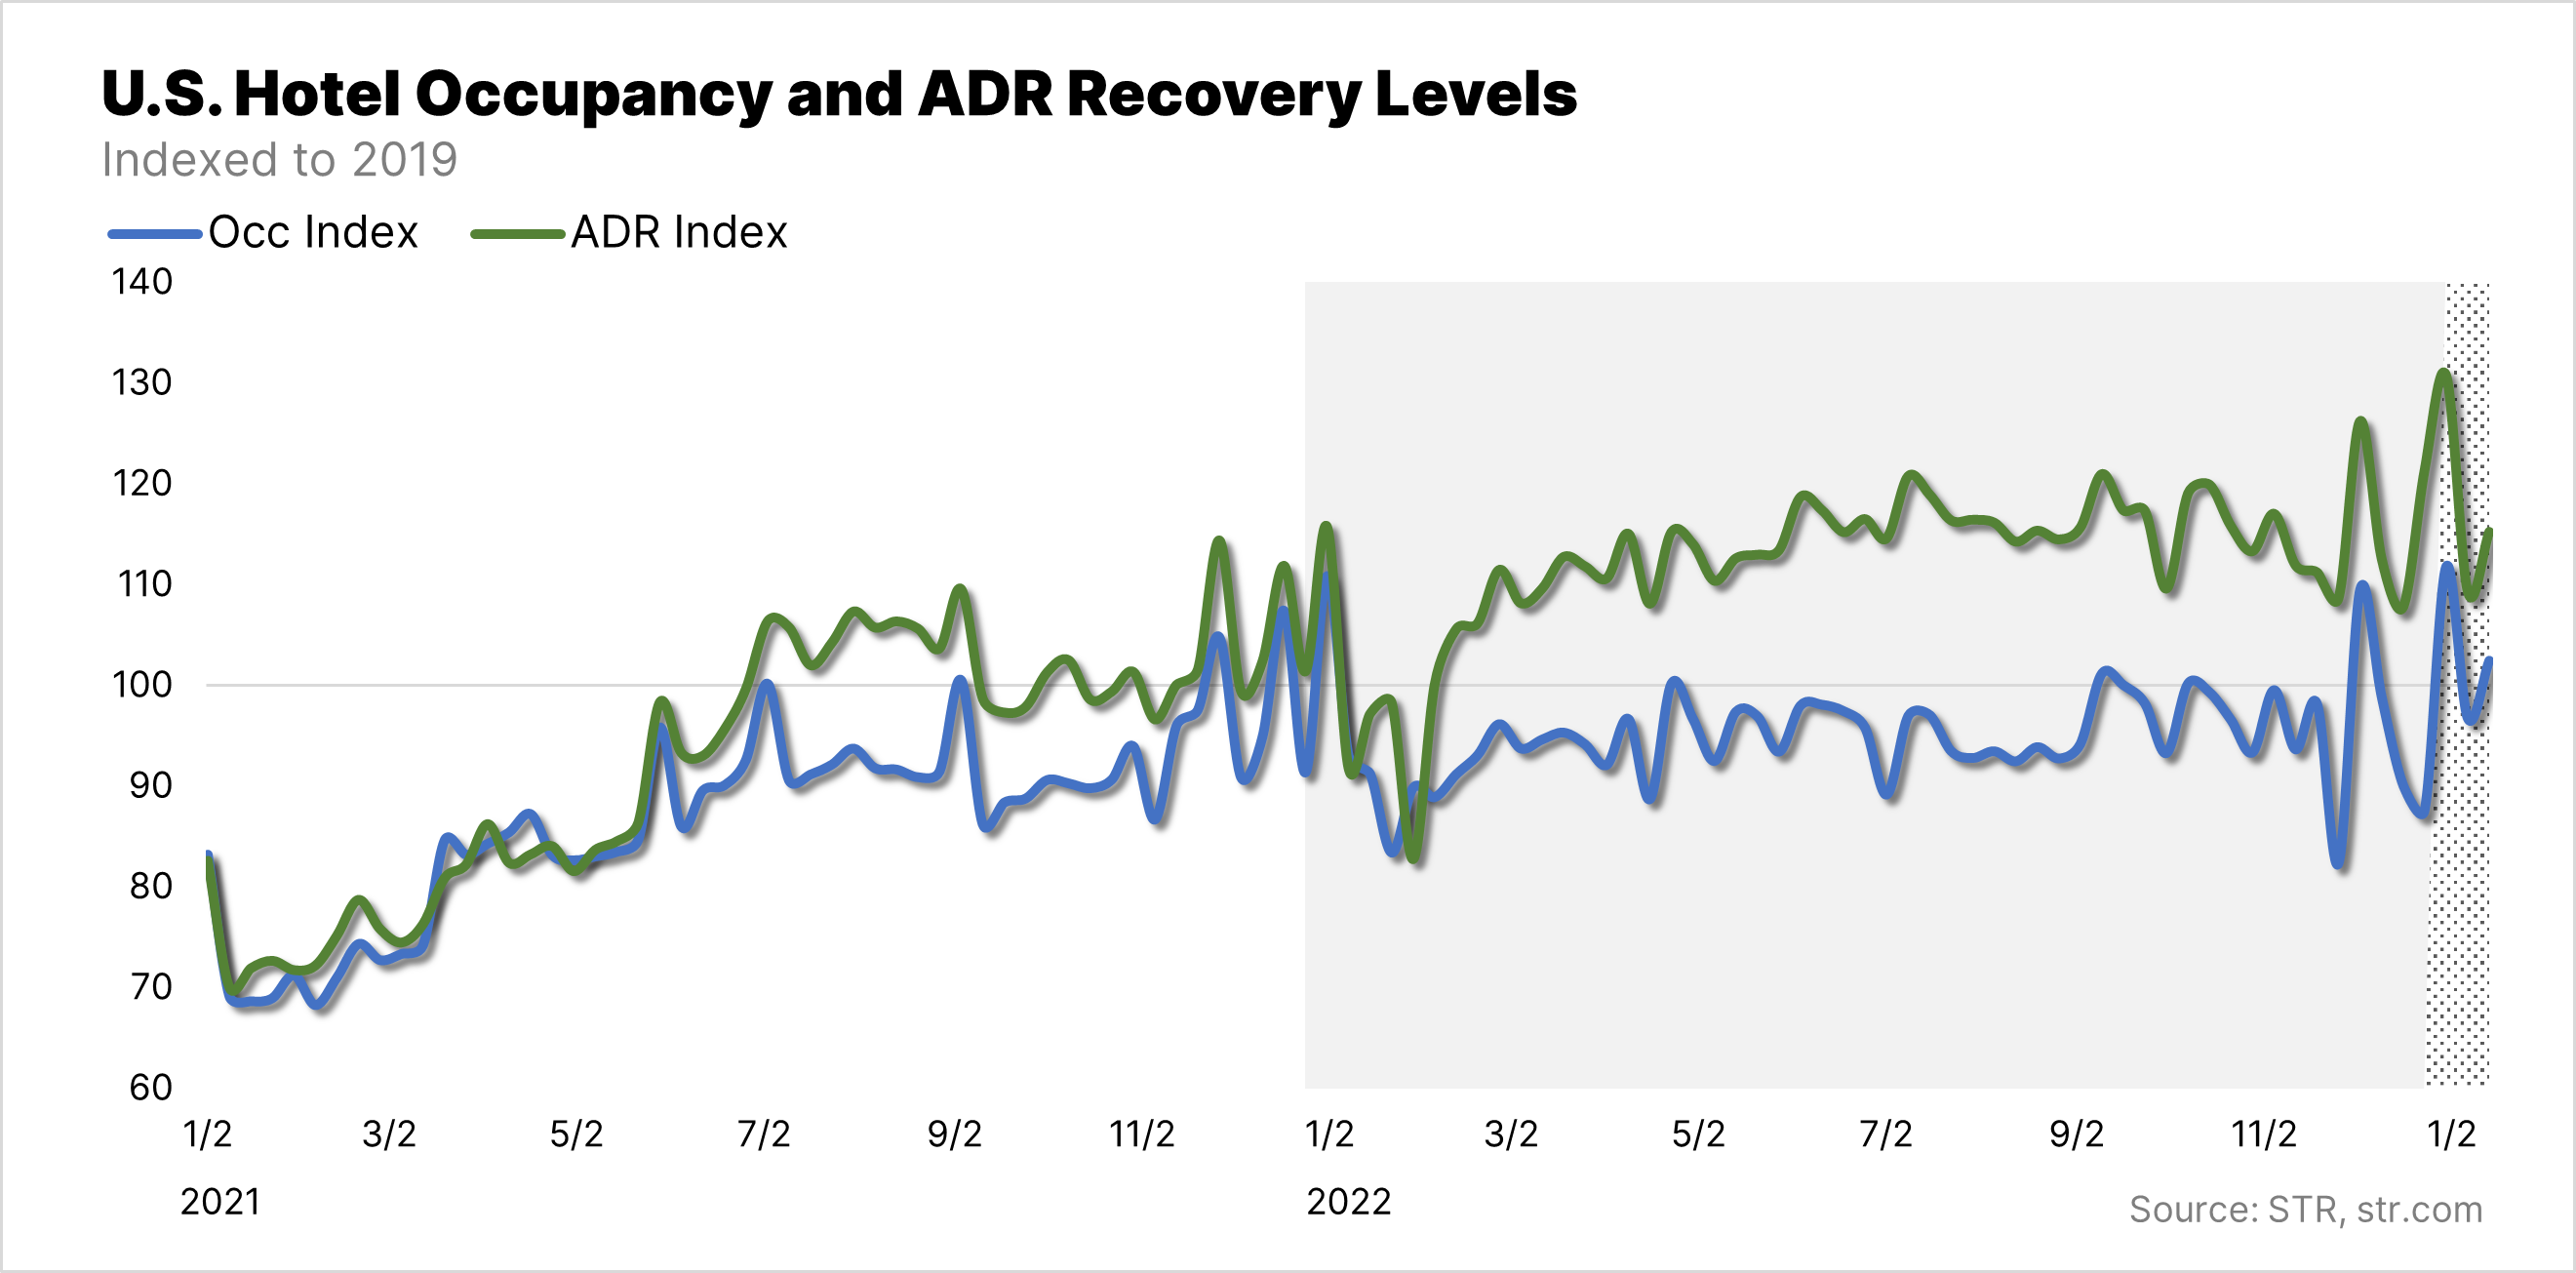 U.S. Hotel Occupancy and ADR Recovery Levels
Indexed to 2019
Occ Index ADR Index
140
130
120
110
100
90
80
70
60
1/2 3/2 5/2 7/2 9/2 11/2 1/2 3/2 5/2 7/2 9/2 11/2 1/2
2021 2022
Source: STR, str.com